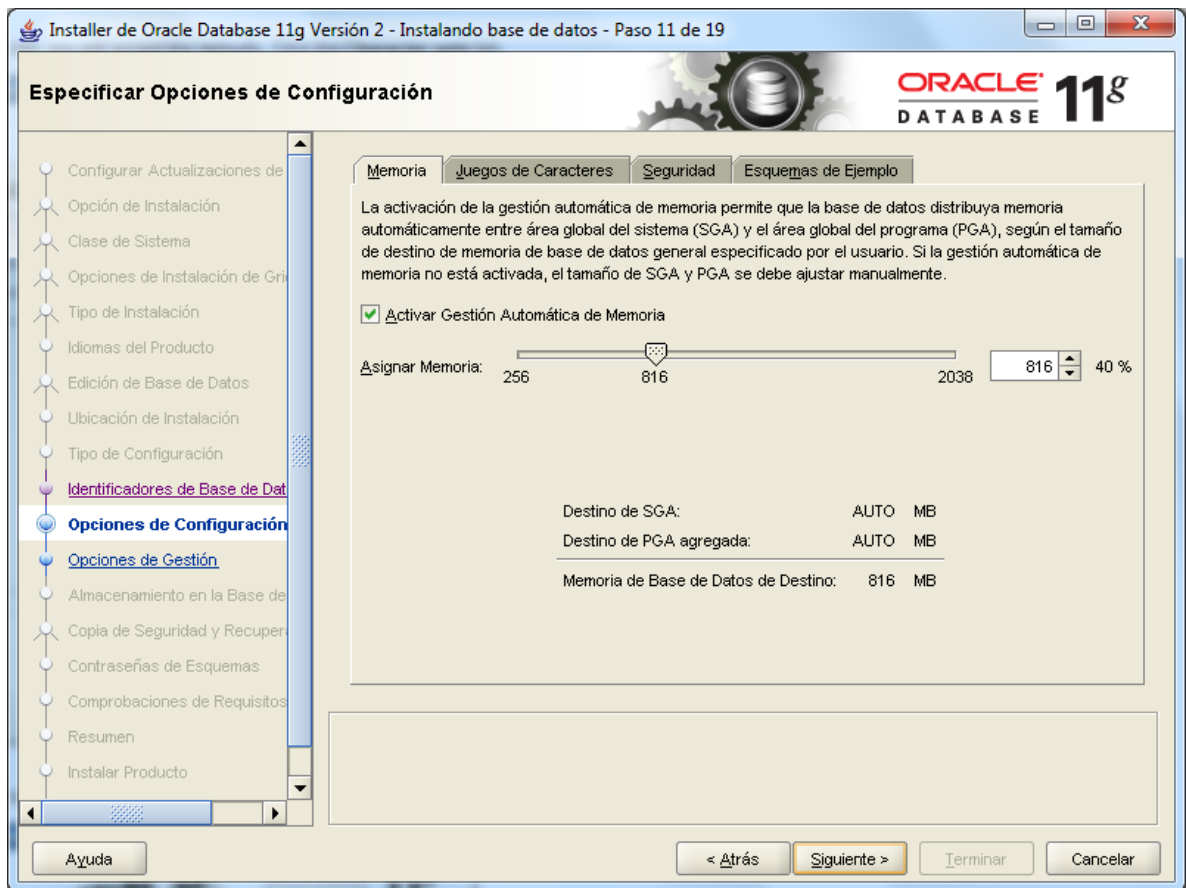 Installer de Oracle Database 11g Versión 2 - Instalando base de datos - Paso 11 de 19
Especificar Opciones de Configuración
ORACLE
DATABASE
11g
Configurar Actualizaciones de
Opción de Instalación
Clase de Sistema
Opciones de Instalación de Gri
Tipo de Instalación
Idiomas del Producto
Edición de Base de Datos
Ubicación de Instalación
Tipo de Configuración
Identificadores de Base de Dat
Opciones de Configuración
Opciones de Gestión
Almacenamiento en la Base de
Copia de Seguridad y Recuper
Contraseñas de Esquemas
Comprobaciones de Requisitos
Resumen
Instalar Producto
Memoria
Juegos de Caracteres
Seguridad
Esquemas de Ejemplo
La activación de la gestión automática de memoria permite que la base de datos distribuya memoria
automáticamente entre área global del sistema (SGA) y el área global del programa (PGA), según el tamaño
de destino de memoria de base de datos general especificado por el usuario. Si la gestión automática de
memoria no está activada, el tamaño de SGA y PGA se debe ajustar manualmente.
Activar Gestión Automática de Memoria
Asignar Memoria:
256
816
2038
816
40 %
Destino de SGA: AUTO MB
Destino de PGA agregada: AUTO MB
Memoria de Base de Datos de Destino: 816 MB
Ayuda
< Atrás
Siguiente >
Terminar
Cancelar